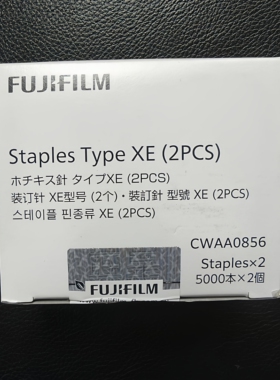 FUJIFILM
Staples Type XE (2PCS)
ホチキス針 タイプXE (2PCS)
装订针 XE型号 (2个)・裝訂針 型號 XE (2PCS)
스테이플 핀종류 XE (2PCS)
CWAA0856
Staples×2
5000本×2個
FUJIFILM